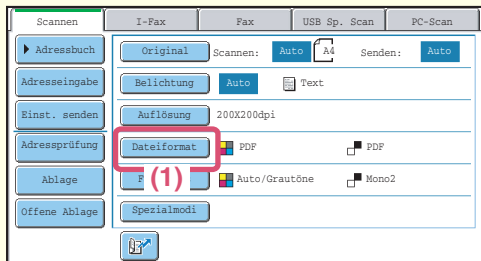 Scannen I-Fax Fax USB Sp. Scan PC-Scan
Adressbuch Original Scannen: Auto A4 Senden: Auto
Adresseingabe Belichtung Auto Text
Einst. senden Auflösung 200X200dpi
Adressprüfung Dateiformat PDF PDF
Ablage (1) Auto/Grautöne Mono2
Offene Ablage Spezialmodi